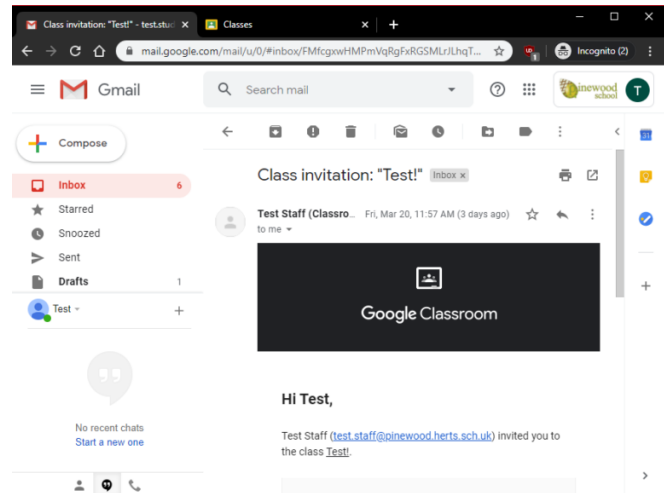 Class invitation: "Test!" - test.stud
Classes
mail.google.com/mail/u/0/#inbox/FMfcgxwHMPmVqRgFxRGSMLrJLhqT...
1
Incognito (2)
Gmail
Search mail
Pinewood
school
T
Compose
Inbox 6
Starred
Snoozed
Sent
Drafts 1
Test
No recent chats
Start a new one
Class invitation: "Test!" Inbox x
Test Staff (Classro... Fri, Mar 20, 11:57 AM (3 days ago)
to me
Google Classroom
Hi Test,
Test Staff (test.staff@pinewood.herts.sch.uk) invited you to
the class Test!.